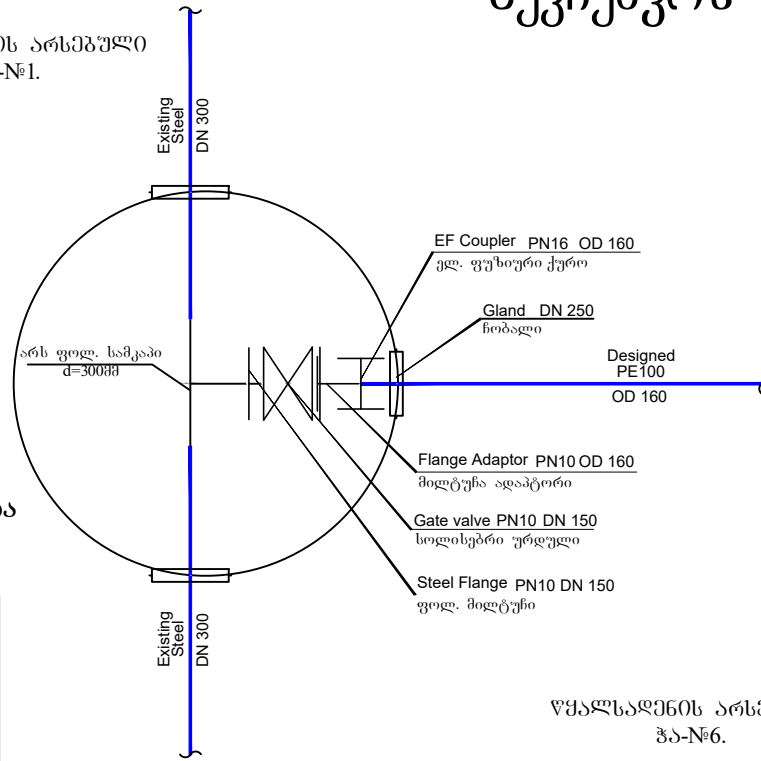 არსებული
-№1.
Existing
Steel
DN 300
EF Coupler PN16 OD 160
ელ. ფუზიური ქურო
Gland DN 250
ჩობალი
არს ფოლ. სამკაპი
d=300მმ
Designed
PE100
OD 160
Flange Adaptor PN10 OD 160
მილტუჩა ადაპტორი
Gate valve PN10 DN 150
სოლისებრი ურდული
Steel Flange PN10 DN 150
ფოლ. მილტუჩი
Existing
Steel
DN 300
წყალსადენის
ჭა-№6.